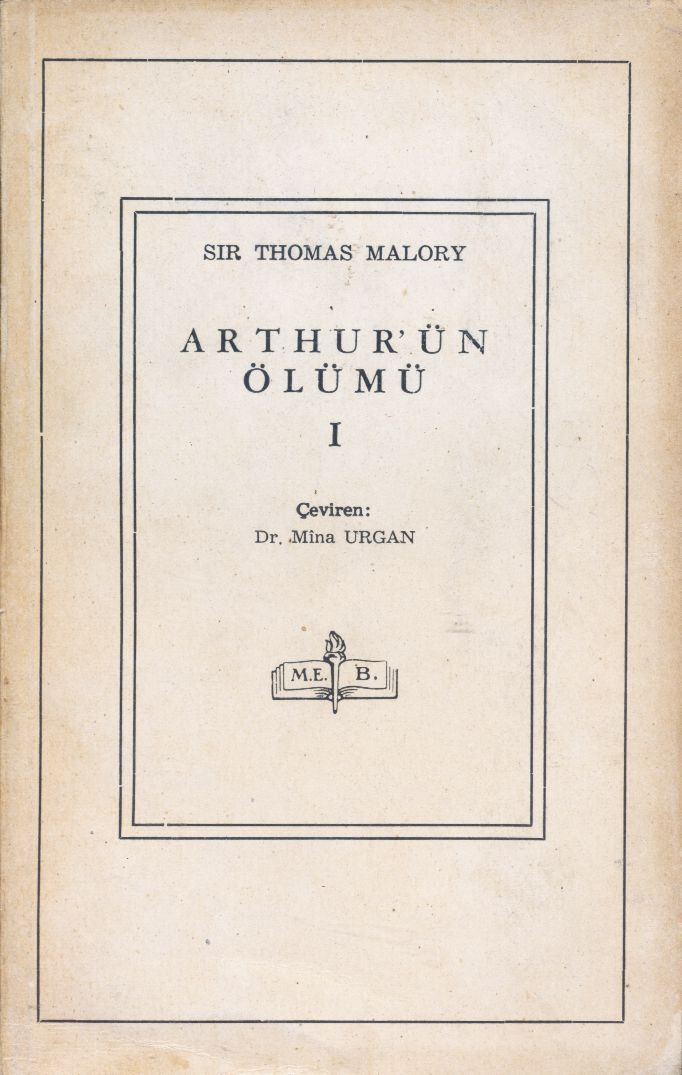 SIR THOMAS MALORY
ARTHUR'ÜN
ÖLÜMÜ
I
Çeviren:
Dr. Mîna URGAN
M.E. B.